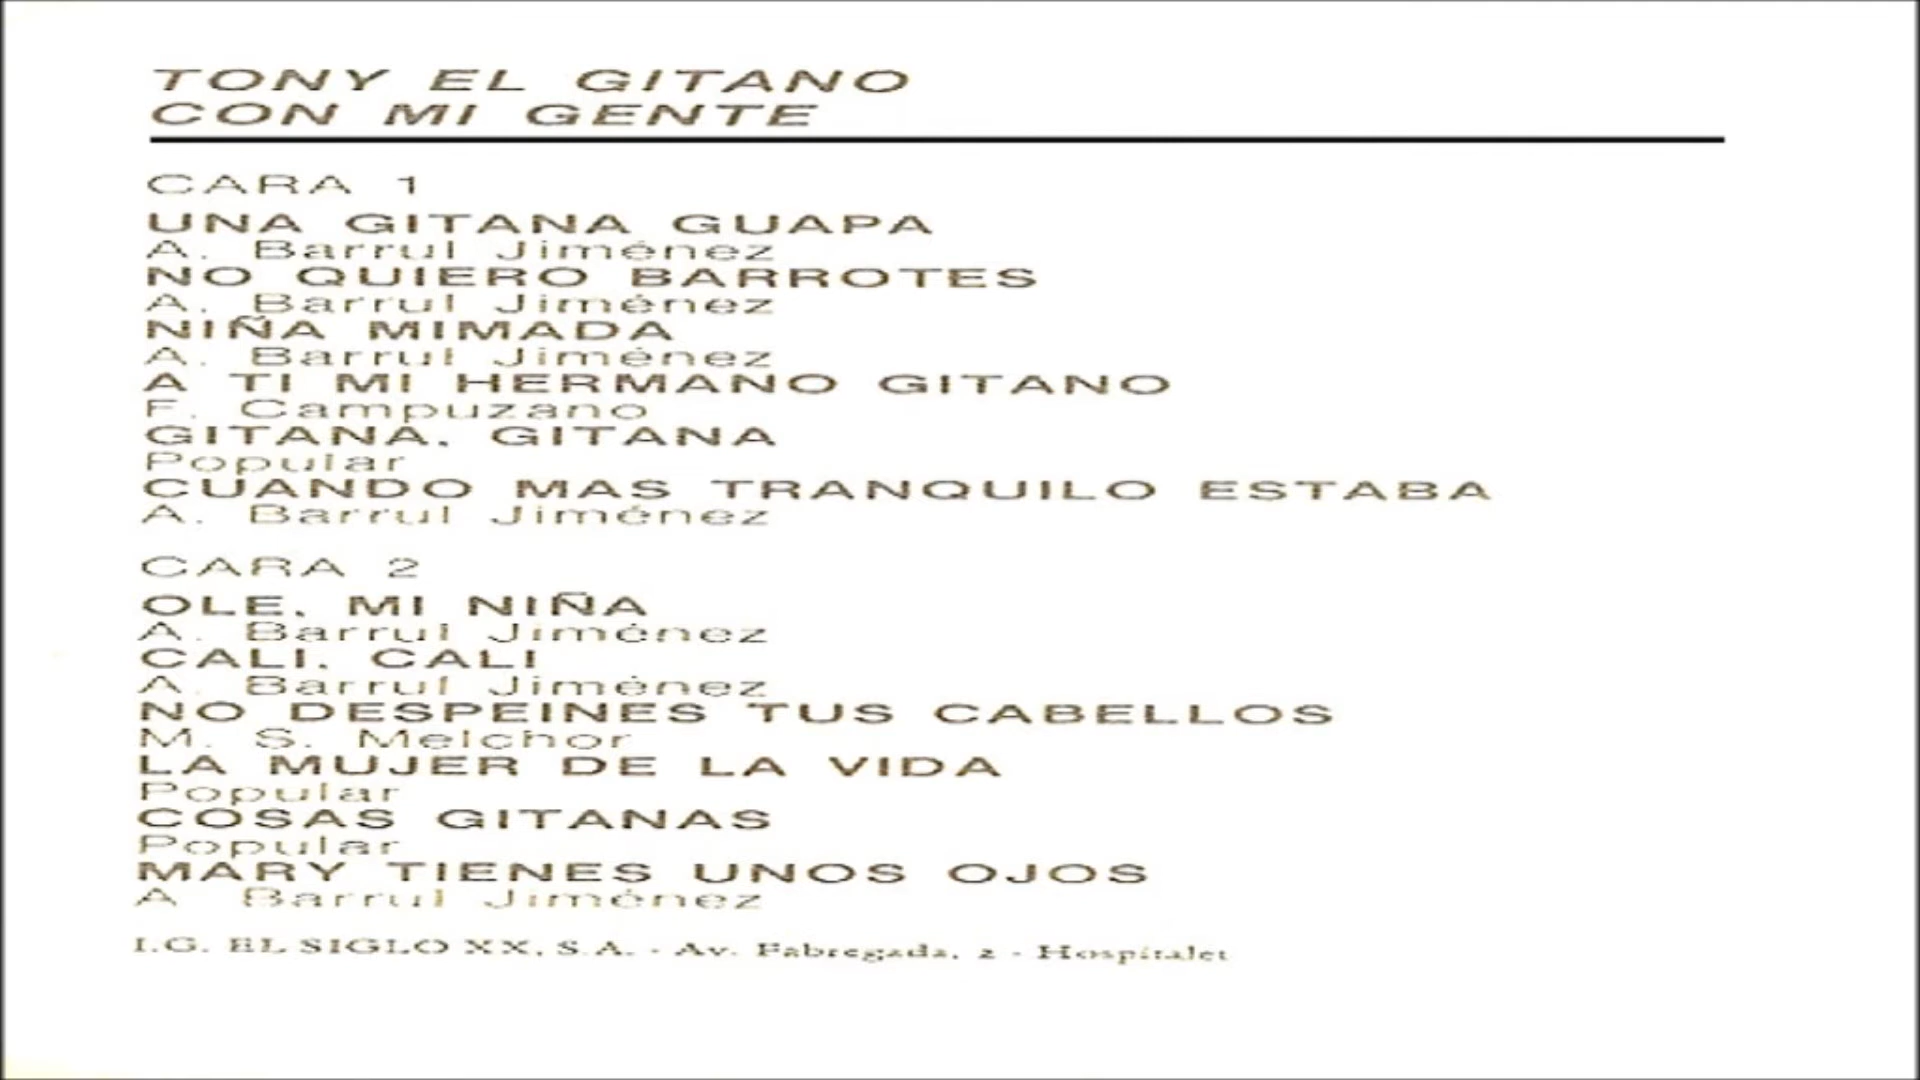 TONY EL GITANO
CON MI GENTE
CARA 1
UNA GITANA GUAPA
A. Barrul Jiménez
NO QUIERO BARROTES
A. Barrul Jiménez
NIÑA MIMADA
A. Barrul Jiménez
A TI MI HERMANO GITANO
F. Campuzano
GITANA, GITANA
Popular
CUANDO MAS TRANQUILO ESTABA
A. Barrul Jiménez
CARA 2
OLE, MI NIÑA
A. Barrul Jiménez
CALI, CALI
A. Barrul Jiménez
NO DESPEINES TUS CABELLOS
M. S. Melchor
LA MUJER DE LA VIDA
Popular
COSAS GITANAS
Popular
MARY TIENES UNOS OJOS
A Barrul Jiménez
I.G. EL SIGLO XX, S.A. - Av. Fabregada, 2 - Hospitalet